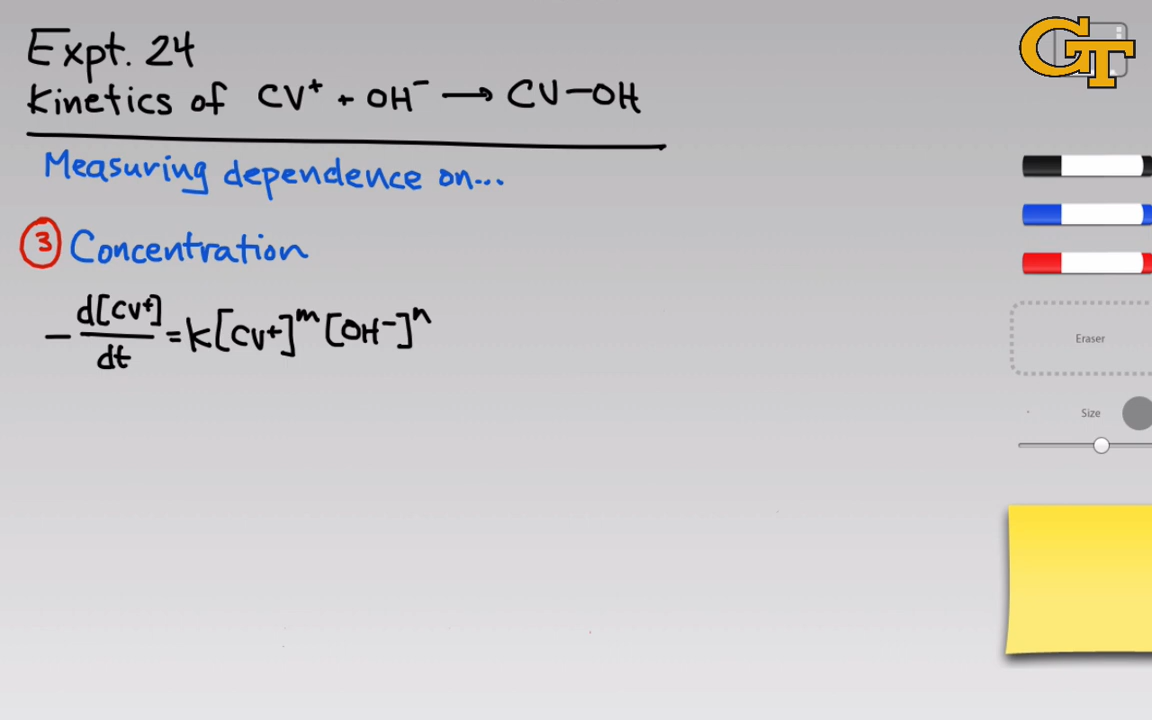 Expt. 24
Kinetics of CV⁺ + OH⁻ → CV–OH
Measuring dependence on...
③ Concentration
− d[CV⁺]/dt = k[CV⁺]ᵐ [OH⁻]ⁿ
GT
Eraser
Size